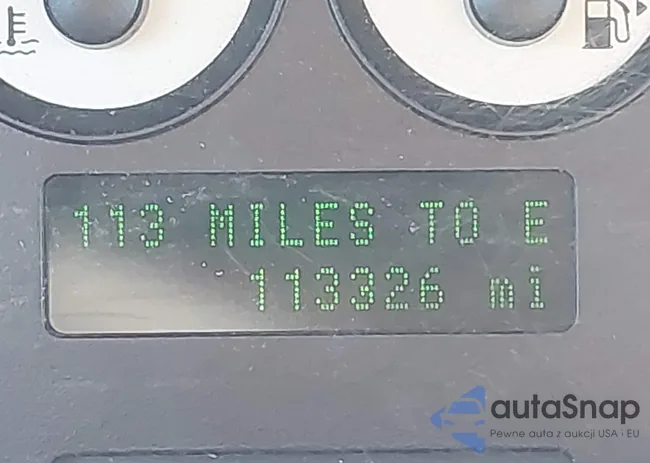 113 MILES TO E
113326 mi
autaSnap
Pewne auta z aukcji USA i EU